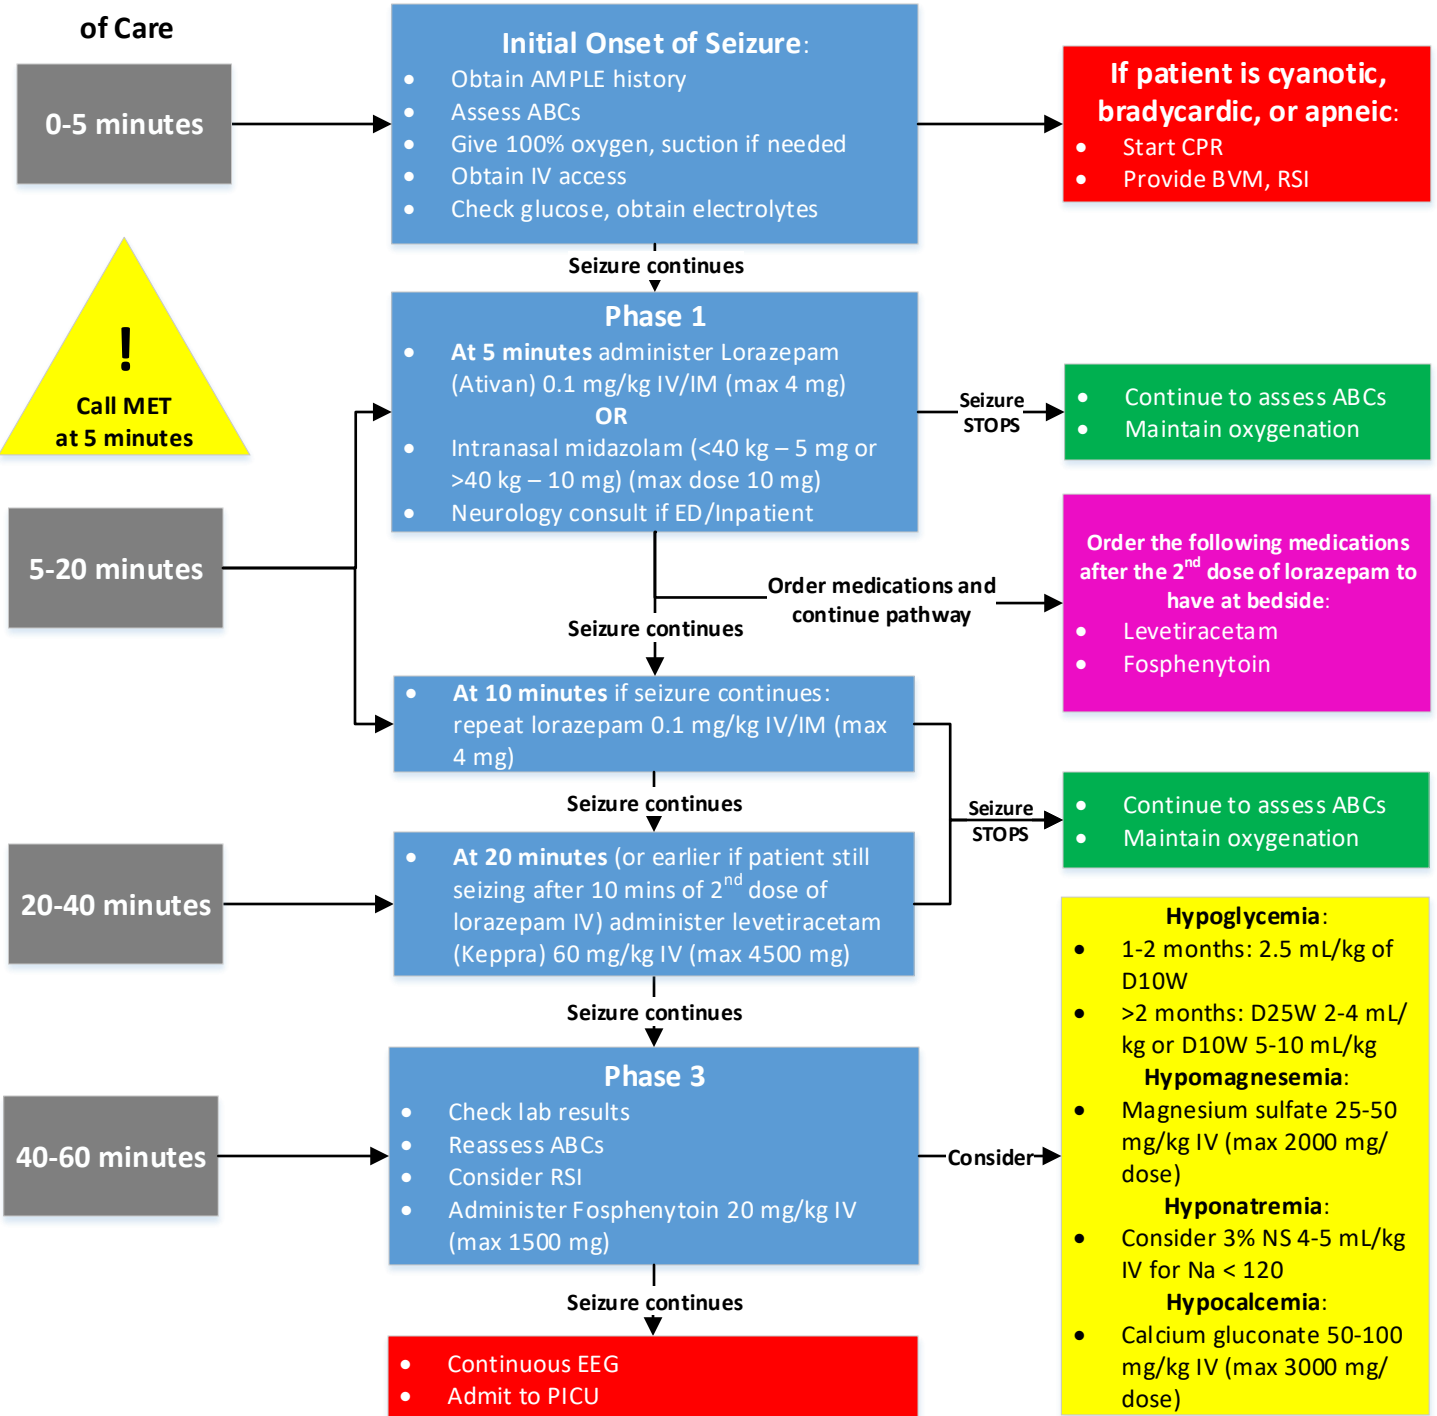 of Care
0-5 minutes
Initial Onset of Seizure:
• Obtain AMPLE history
• Assess ABCs
• Give 100% oxygen, suction if needed
• Obtain IV access
• Check glucose, obtain electrolytes
If patient is cyanotic,
bradycardic, or apneic:
• Start CPR
• Provide BVM, RSI
Seizure continues
!
Call MET
at 5 minutes
5-20 minutes
Phase 1
• At 5 minutes administer Lorazepam
(Ativan) 0.1 mg/kg IV/IM (max 4 mg)
OR
• Intranasal midazolam (<40 kg – 5 mg or
>40 kg – 10 mg) (max dose 10 mg)
• Neurology consult if ED/Inpatient
Seizure
STOPS
• Continue to assess ABCs
• Maintain oxygenation
Order medications and
continue pathway
Order the following medications
after the 2nd dose of lorazepam to
have at bedside:
• Levetiracetam
• Fosphenytoin
Seizure continues
• At 10 minutes if seizure continues:
repeat lorazepam 0.1 mg/kg IV/IM (max
4 mg)
Seizure continues
Seizure
STOPS
• Continue to assess ABCs
• Maintain oxygenation
20-40 minutes
• At 20 minutes (or earlier if patient still
seizing after 10 mins of 2nd dose of
lorazepam IV) administer levetiracetam
(Keppra) 60 mg/kg IV (max 4500 mg)
Seizure continues
40-60 minutes
Phase 3
• Check lab results
• Reassess ABCs
• Consider RSI
• Administer Fosphenytoin 20 mg/kg IV
(max 1500 mg)
Consider
Hypoglycemia:
• 1-2 months: 2.5 mL/kg of
D10W
• >2 months: D25W 2-4 mL/
kg or D10W 5-10 mL/kg
Hypomagnesemia:
• Magnesium sulfate 25-50
mg/kg IV (max 2000 mg/
dose)
Hyponatremia:
• Consider 3% NS 4-5 mL/kg
IV for Na < 120
Hypocalcemia:
• Calcium gluconate 50-100
mg/kg IV (max 3000 mg/
dose)
Seizure continues
• Continuous EEG
• Admit to PICU